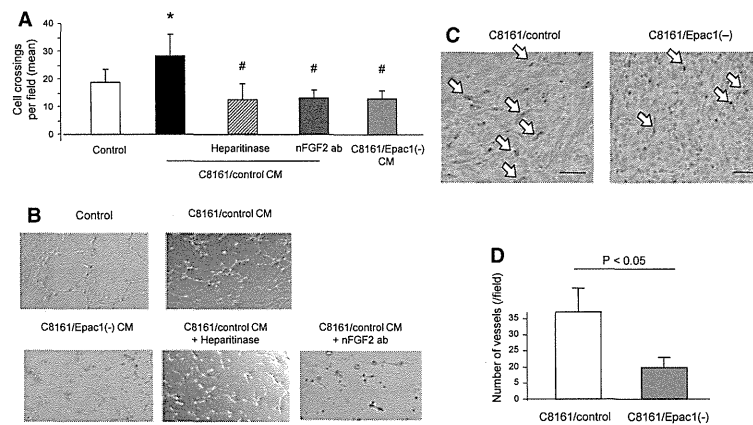 A
Cell crossings
per field (mean)
40
30
20
10
0
*
#
#
#
Control
Heparitinase
nFGF2 ab
C8161/Epac1(-)
CM
C8161/control CM
B
Control
C8161/control CM
C8161/Epac1(-) CM
C8161/control CM
+ Heparitinase
C8161/control CM
+ nFGF2 ab
C
C8161/control
C8161/Epac1(–)
D
P < 0.05
Number of vessels (/field)
35
30
25
20
5
0
C8161/control
C8161/Epac1(-)